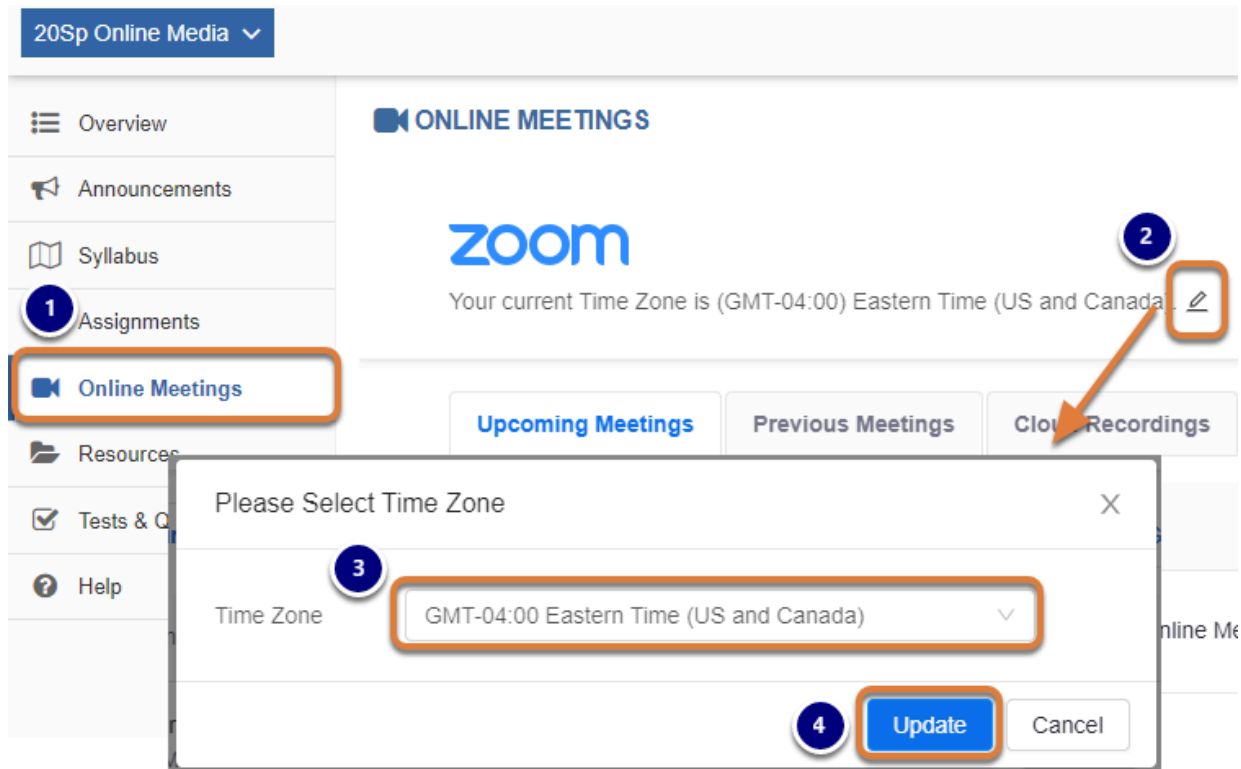 20Sp Online Media
Overview
Announcements
Syllabus
1
Assignments
Online Meetings
Resources
Tests & Q
Help
ONLINE MEETINGS
zoom
2
Your current Time Zone is (GMT-04:00) Eastern Time (US and Canada).
Upcoming Meetings
Previous Meetings
Cloud Recordings
Please Select Time Zone
X
3
Time Zone
GMT-04:00 Eastern Time (US and Canada)
nline Me
4
Update
Cancel